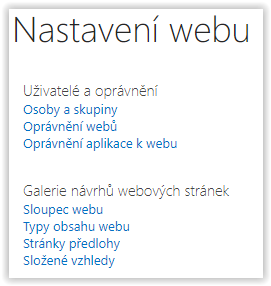 Nastavení webu
Uživatelé a oprávnění
Osoby a skupiny
Oprávnění webů
Oprávnění aplikace k webu
Galerie návrhů webových stránek
Sloupec webu
Typy obsahu webu
Stránky předlohy
Složené vzhledy